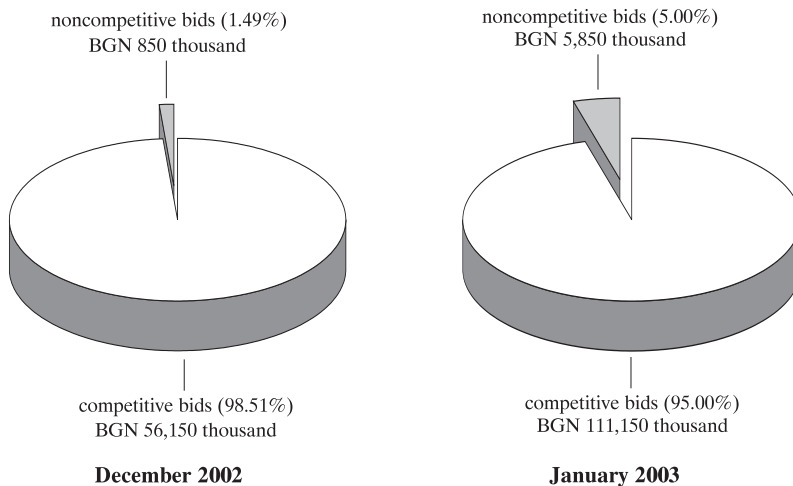 noncompetitive bids (1.49%)
BGN 850 thousand
competitive bids (98.51%)
BGN 56,150 thousand
December 2002
noncompetitive bids (5.00%)
BGN 5,850 thousand
competitive bids (95.00%)
BGN 111,150 thousand
January 2003